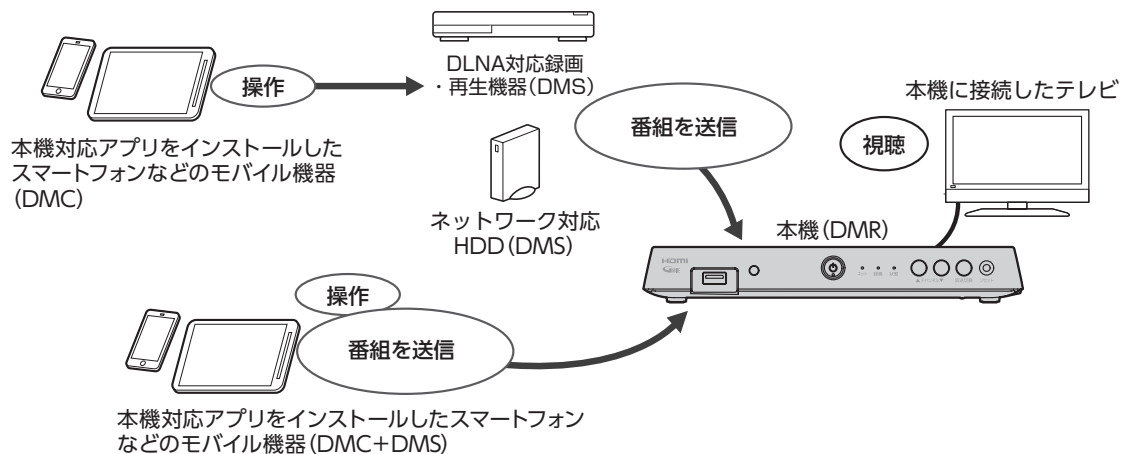 操作
DLNA対応録画
・再生機器(DMS)
本機対応アプリをインストールした
スマートフォンなどのモバイル機器
(DMC)
ネットワーク対応
HDD(DMS)
番組を送信
本機に接続したテレビ
視聴
本機(DMR)
HDMI
操作
番組を送信
本機対応アプリをインストールしたスマートフォン
などのモバイル機器(DMC+DMS)